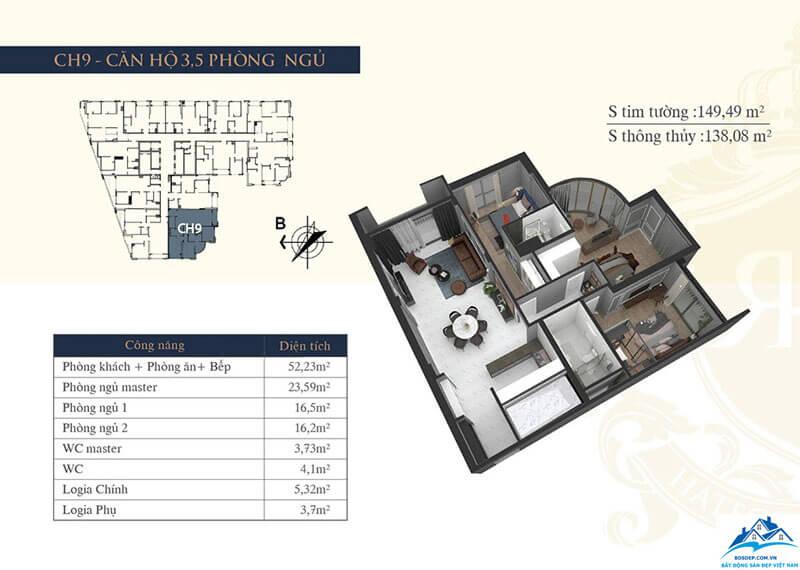 CH9 - CĂN HỘ 3,5 PHÒNG NGỦ
S tim tường :149,49 m²
S thông thủy :138,08 m²
CH9
B
Công năng Diện tích
Phòng khách + Phòng ăn+ Bếp 52,23m²
Phòng ngủ master 23,59m²
Phòng ngủ 1 16,5m²
Phòng ngủ 2 16,2m²
WC master 3,73m²
WC 4,1m²
Logia Chính 5,32m²
Logia Phụ 3,7m²
BDSDEP.COM.VN
BẤT ĐỘNG SẢN ĐẸP VIỆT NAM